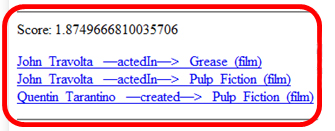 Score: 1.8749666810035706
John Travolta —actedIn—> Grease (film)
John Travolta —actedIn—> Pulp Fiction (film)
Quentin Tarantino —created—> Pulp Fiction (film)